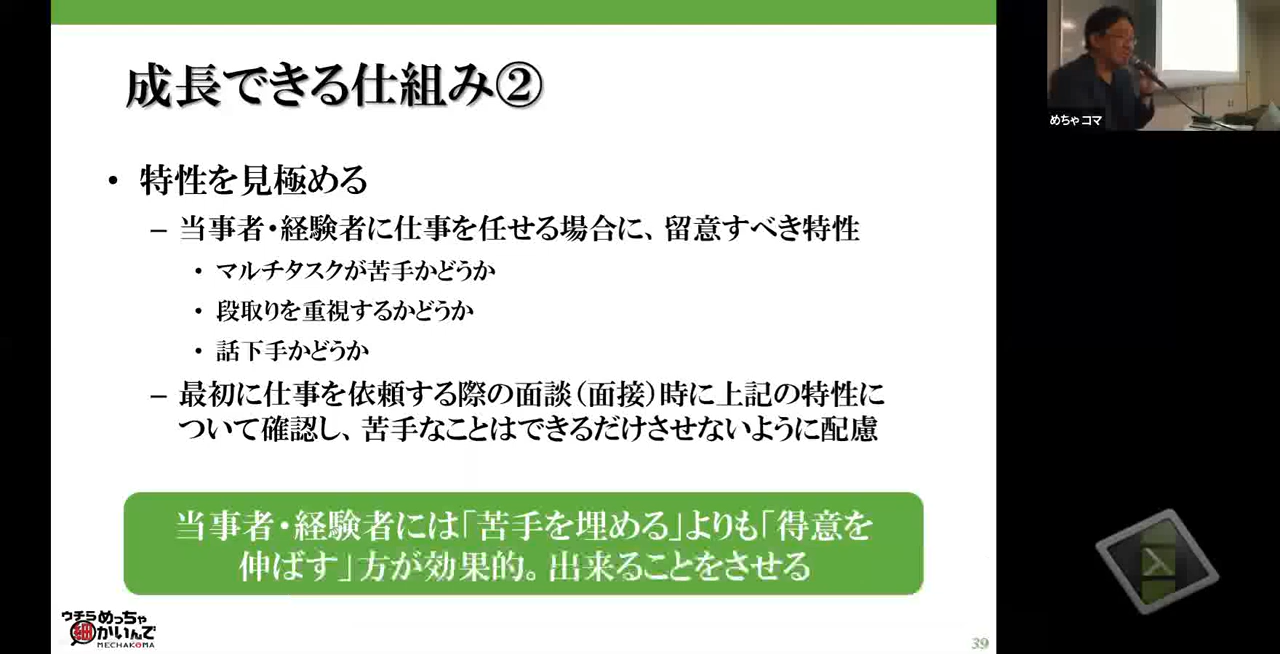 成長できる仕組み②
• 特性を見極める
– 当事者・経験者に仕事を任せる場合に、留意すべき特性
• マルチタスクが苦手かどうか
• 段取りを重視するかどうか
• 話下手かどうか
– 最初に仕事を依頼する際の面談（面接）時に上記の特性に
ついて確認し、苦手なことはできるだけさせないように配慮
当事者・経験者には「苦手を埋める」よりも「得意を
伸ばす」方が効果的。出来ることをさせる
ウチらめっちゃ
細かいんで
MECHAKOMA
39
めちゃコマ